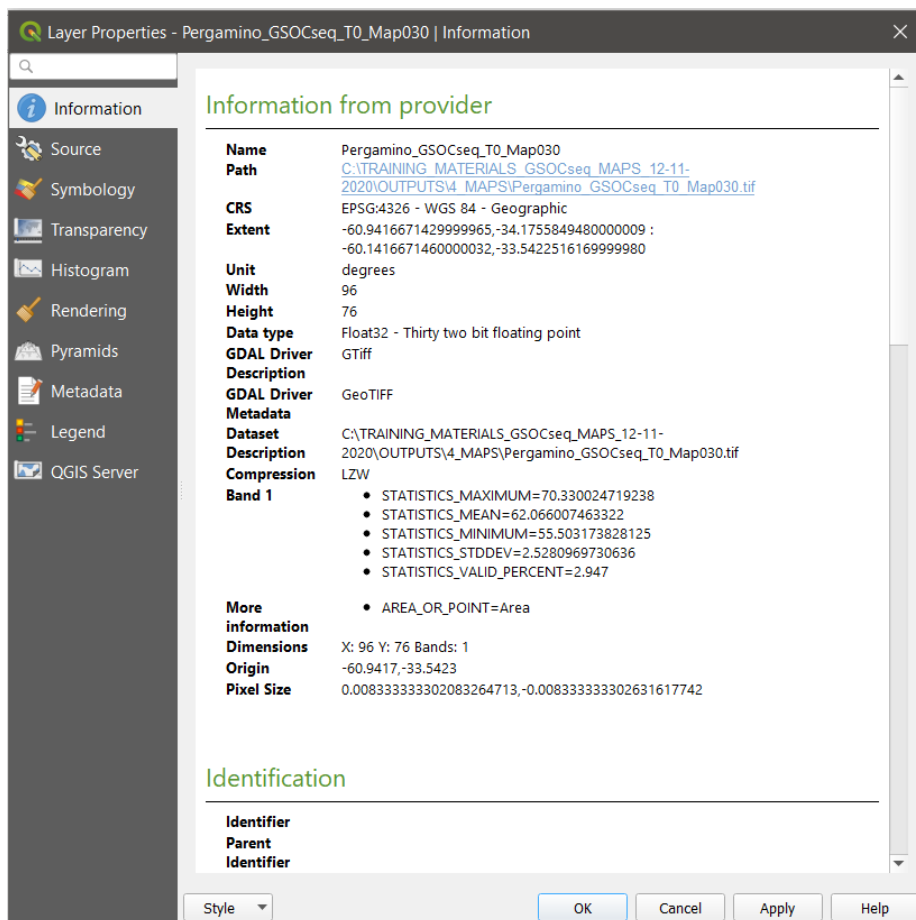 Layer Properties - Pergamino_GSOCseq_T0_Map030 | Information
Information
Source
Symbology
Transparency
Histogram
Rendering
Pyramids
Metadata
Legend
QGIS Server
Information from provider
Name Pergamino_GSOCseq_T0_Map030
Path C:\TRAINING_MATERIALS_GSOCseq_MAPS_12-11-
2020\OUTPUTS\4_MAPS\Pergamino_GSOCseq_T0_Map030.tif
CRS EPSG:4326 - WGS 84 - Geographic
Extent -60.9416671429999965,-34.1755849480000009 :
-60.1416671460000032,-33.5422516169999980
Unit degrees
Width 96
Height 76
Data type Float32 - Thirty two bit floating point
GDAL Driver GTiff
Description
GDAL Driver GeoTIFF
Metadata
Dataset C:\TRAINING_MATERIALS_GSOCseq_MAPS_12-11-
Description 2020\OUTPUTS\4_MAPS\Pergamino_GSOCseq_T0_Map030.tif
Compression LZW
Band 1 • STATISTICS_MAXIMUM=70.330024719238
• STATISTICS_MEAN=62.066007463322
• STATISTICS_MINIMUM=55.503173828125
• STATISTICS_STDDEV=2.5280969730636
• STATISTICS_VALID_PERCENT=2.947
More • AREA_OR_POINT=Area
information
Dimensions X: 96 Y: 76 Bands: 1
Origin -60.9417,-33.5423
Pixel Size 0.008333333302083264713,-0.008333333302631617742
Identification
Identifier
Parent
Identifier
Style OK Cancel Apply Help